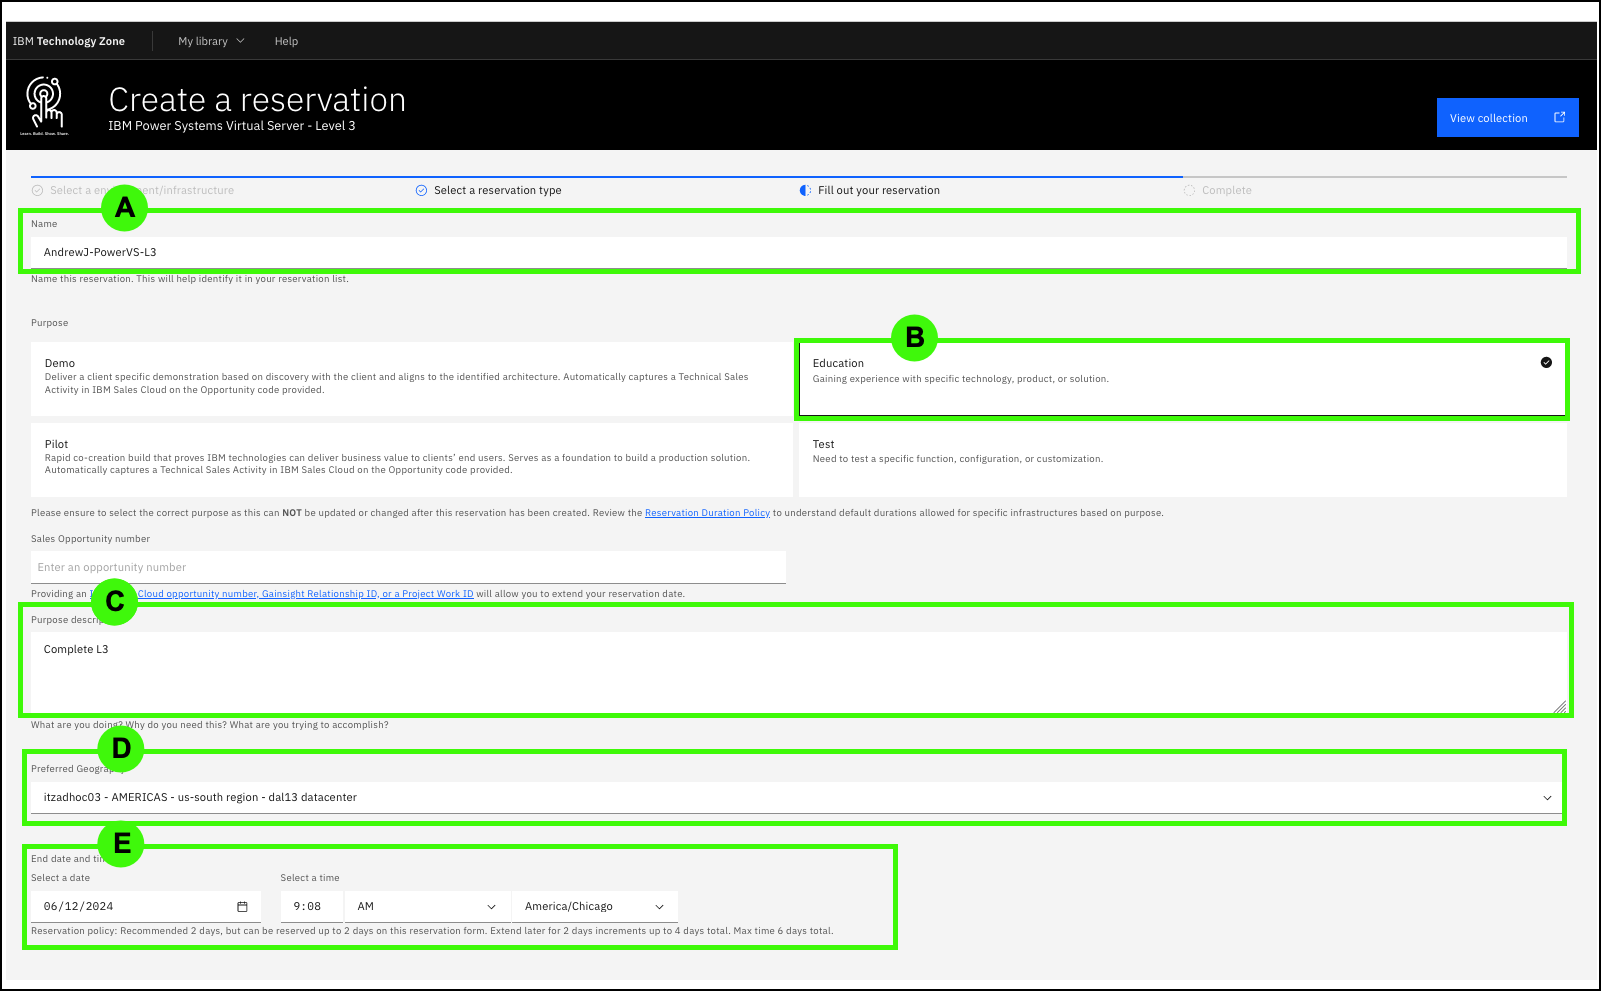 IBM Technology Zone
My library
Help
Create a reservation
IBM Power Systems Virtual Server - Level 3
Learn. Build. Show. Share.
View collection
Select a en ment/infrastructure
Select a reservation type
Fill out your reservation
Complete
A
Name
AndrewJ-PowerVS-L3
Name this reservation. This will help identify it in your reservation list.
Purpose
B
Demo
Deliver a client specific demonstration based on discovery with the client and aligns to the identified architecture. Automatically captures a Technical Sales
Activity in IBM Sales Cloud on the Opportunity code provided.
Education
Gaining experience with specific technology, product, or solution.
Pilot
Rapid co-creation build that proves IBM technologies can deliver business value to clients’ end users. Serves as a foundation to build a production solution.
Automatically captures a Technical Sales Activity in IBM Sales Cloud on the Opportunity code provided.
Test
Need to test a specific function, configuration, or customization.
Please ensure to select the correct purpose as this can NOT be updated or changed after this reservation has been created. Review the Reservation Duration Policy to understand default durations allowed for specific infrastructures based on purpose.
Sales Opportunity number
Enter an opportunity number
Providing an Cloud opportunity number, Gainsight Relationship ID, or a Project Work ID will allow you to extend your reservation date.
C
Purpose descrip
Complete L3
What are you doing? Why do you need this? What are you trying to accomplish?
D
Preferred Geography
itzadhoc03 - AMERICAS - us-south region - dal13 datacenter
E
End date and tim
Select a date
Select a time
06/12/2024
9:08
AM
America/Chicago
Reservation policy: Recommended 2 days, but can be reserved up to 2 days on this reservation form. Extend later for 2 days increments up to 4 days total. Max time 6 days total.